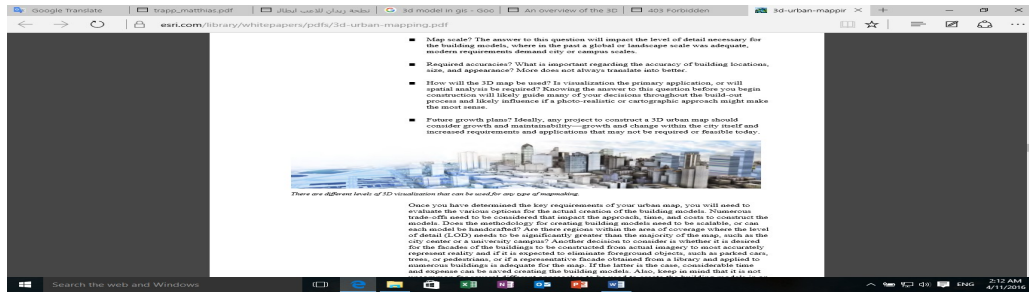 Google Translate
trapp_matthias.pdf
نطحة زيدان للاعب ايطالـ
3d model in gis - Goo
An overview of the 3D
403 Forbidden
3d-urban-mappir
esri.com/library/whitepapers/pdfs/3d-urban-mapping.pdf
■ Map scale? The answer to this question will impact the level of detail necessary for
the building models, where in the past a global or landscape scale was adequate,
modern requirements demand city or campus scales.
■ Required accuracies? What is important regarding the accuracy of building locations,
size, and appearance? More does not always translate into better.
■ How will the 3D map be used? Is visualization the primary application, or will
spatial analysis be required? Knowing the answer to this question before you begin
construction will likely guide many of your decisions throughout the build-out
process and likely influence if a photo-realistic or cartographic approach might make
the most sense.
■ Future growth plans? Ideally, any project to construct a 3D urban map should
consider growth and maintainability—growth and change within the city itself and
increased requirements and applications that may not be required or feasible today.
There are different levels of 3D visualization that can be used for any type of mapmaking.
Once you have determined the key requirements of your urban map, you will need to
evaluate the various options for the actual creation of the building models. Numerous
trade-offs need to be considered that impact the approach, time, and costs to construct the
models. Does the methodology for creating building models need to be scalable, or can
each model be handcrafted? Are there regions within the area of coverage where the level
of detail (LOD) needs to be significantly greater than the majority of the map, such as the
city center or a university campus? Another decision to consider is whether it is desired
for the facades of the buildings to be constructed from actual imagery to most accurately
represent reality and if it is expected to eliminate foreground objects, such as parked cars,
trees, or pedestrians, or if a representative facade obtained from a library and applied to
numerous buildings is adequate for the map. If the latter is the case, considerable time
and expense can be saved creating the building models. Also, keep in mind that it is not
Search the web and Windows
ENG
2:12 AM
4/11/2016